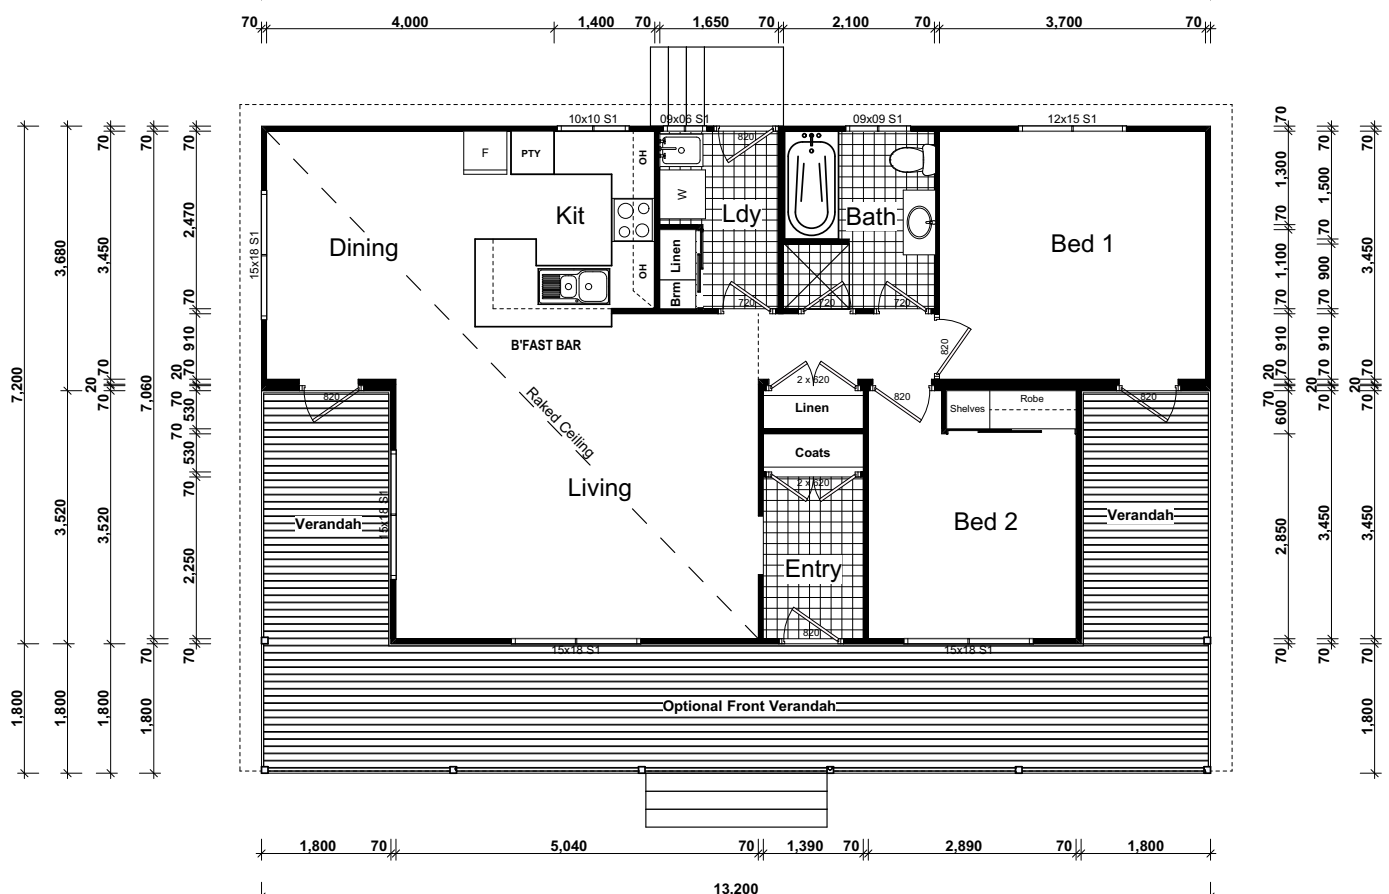 70 4,000 1,400 70 1,650 70 2,100 70 3,700 70
10x10 S1 09x06 S1 09x09 S1 12x15 S1
820
F PTY OH W
Kit Ldy Bath
Dining Bed 1
15x18 S1
Linen
OH
Brm
720 720 720
B'FAST BAR
820
2 x 620
820 820 820
Linen Shelves Robe
Raked Ceiling
Coats
2 x 620
Living
15x18 S1
Verandah Bed 2 Verandah
Entry
820
15x18 S1 15x18 S1
Optional Front Verandah
7,200
1,800
3,680
3,520
1,800
70
3,450
70
20
70
3,520
1,800
70
7,060
70
1,800
70
2,470
70
910
70
20
70
530
70
530
70
2,250
70
70
1,300
70
1,100
70
910
70
20
70
600
2,850
70
70
1,500
70
900
70
910
70
20
70
3,450
70
70
3,450
70
20
70
3,450
70
1,800
1,800 70 5,040 70 1,390 70 2,890 70 1,800
13,200